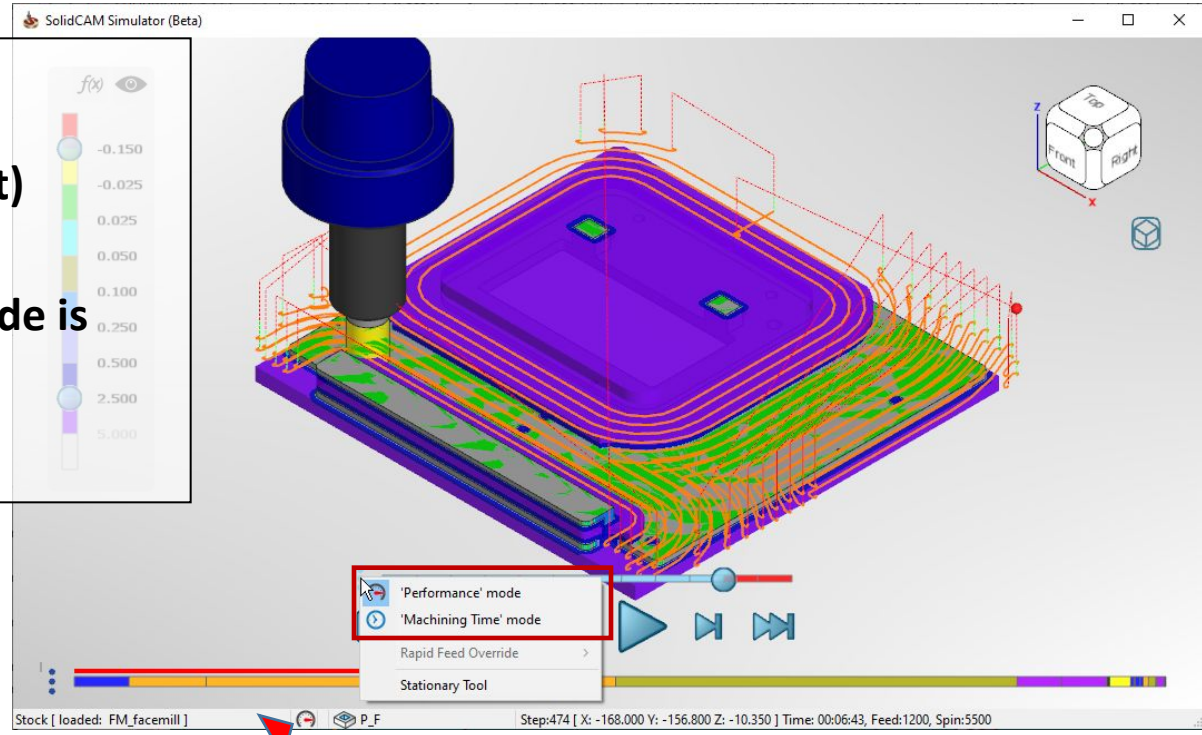 SolidCAM Simulator (Beta)
f(x)
-0.150
t)
-0.025
0.025
0.050
0.100
de is
0.250
0.500
2.500
5.000
Top
Front
Right
Z
X
'Performance' mode
'Machining Time' mode
Rapid Feed Override
Stationary Tool
Stock [ loaded: FM_facemill ]
P_F
Step:474 [ X: -168.000 Y: -156.800 Z: -10.350 ] Time: 00:06:43, Feed:1200, Spin:5500